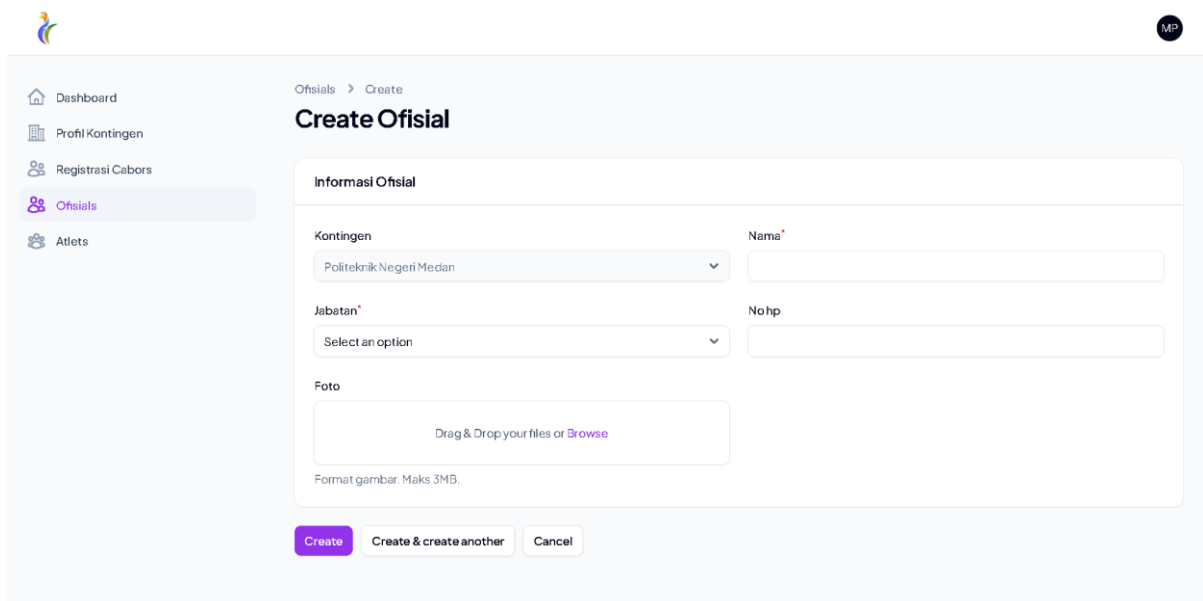 MP
Dashboard
Profil Kontingen
Registrasi Cabors
Ofisials
Atlets
Ofisials > Create
Create Ofisial
Informasi Ofisial
Kontingen
Politeknik Negeri Medan
Nama*
Jabatan*
Select an option
No hp
Foto
Drag & Drop your files or Browse
Format gambar. Maks 3MB.
Create
Create & create another
Cancel